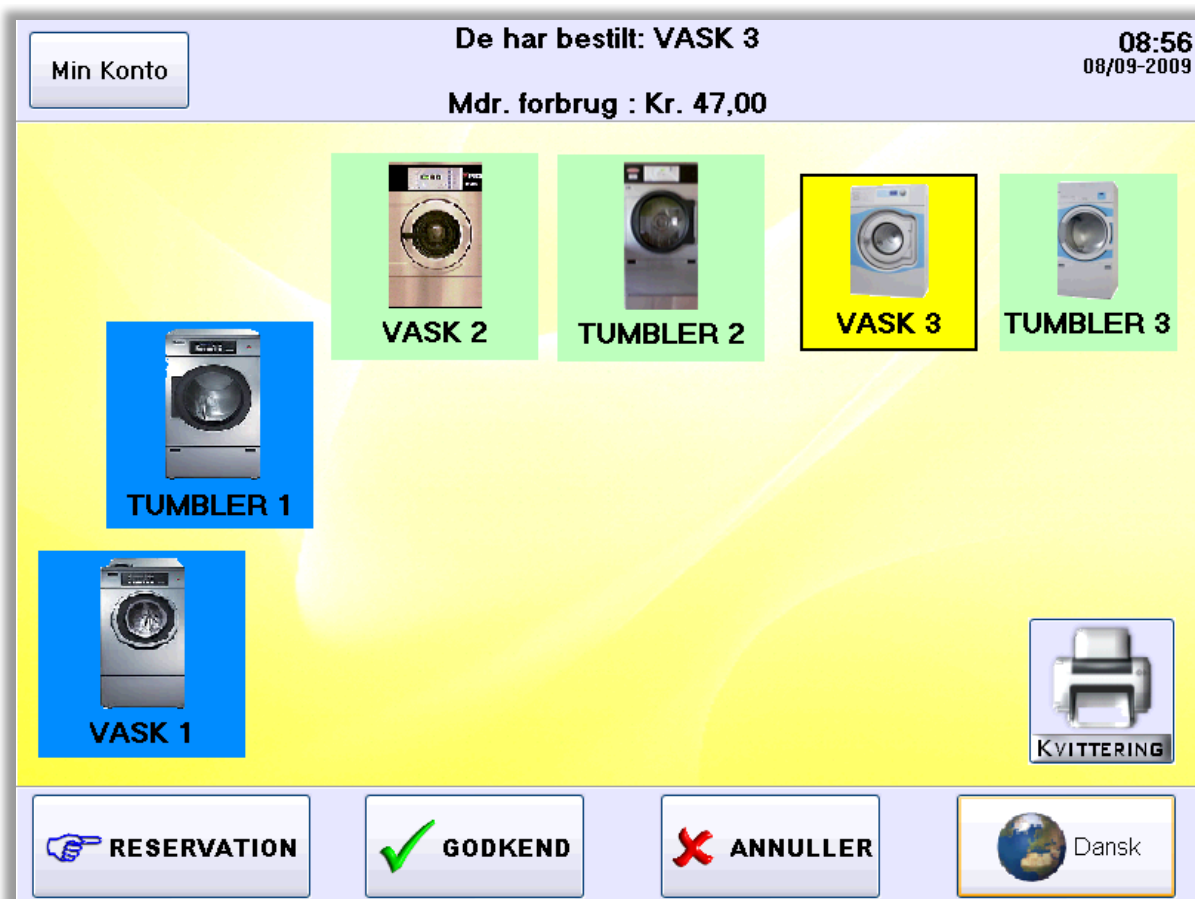 Min Konto
De har bestilt: VASK 3
08:56
08/09-2009
Mdr. forbrug : Kr. 47,00
VASK 2
TUMBLER 2
VASK 3
TUMBLER 3
TUMBLER 1
VASK 1
KVITTERING
RESERVATION
GODKEND
ANNULLER
Dansk